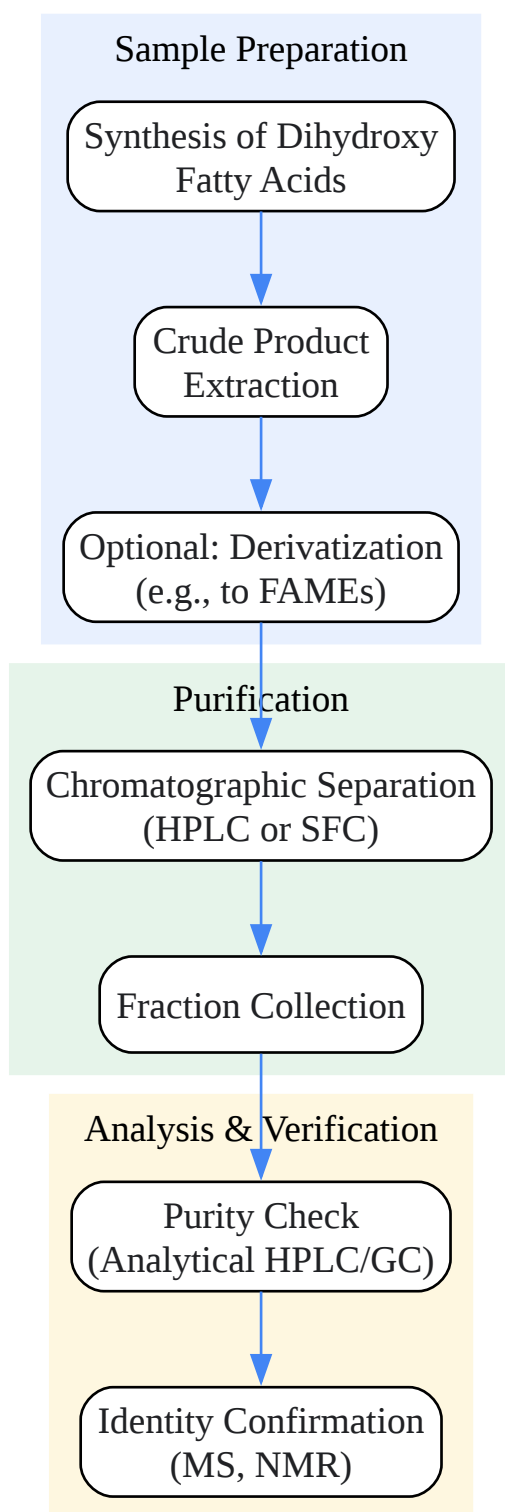 Sample Preparation
Synthesis of Dihydroxy
Fatty Acids
Crude Product
Extraction
Optional: Derivatization
(e.g., to FAMEs)
Purification
Chromatographic Separation
(HPLC or SFC)
Fraction Collection
Analysis & Verification
Purity Check
(Analytical HPLC/GC)
Identity Confirmation
(MS, NMR)